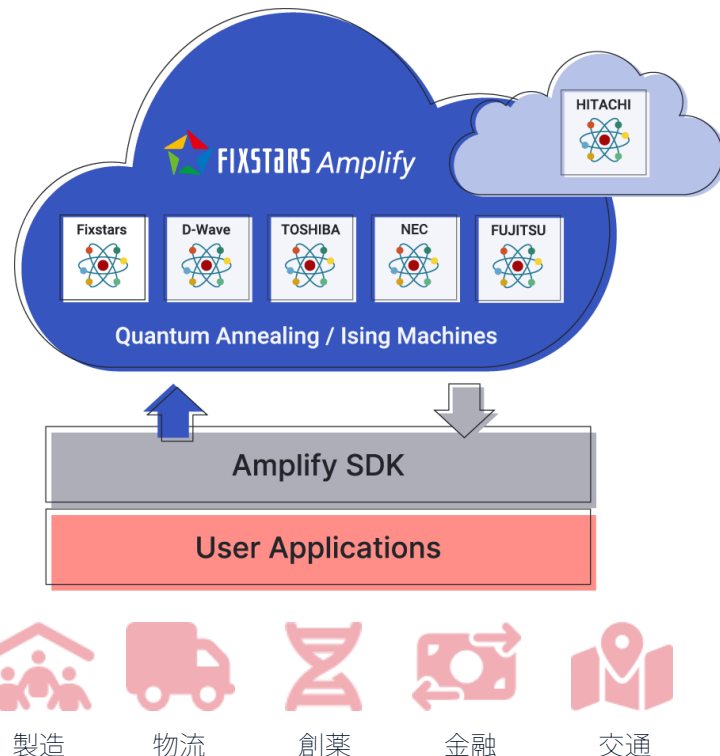 HITACHI
FIXSTARS Amplify
Fixstars
D-Wave
TOSHIBA
NEC
FUJITSU
Quantum Annealing / Ising Machines
Amplify SDK
User Applications
製造
物流
創薬
金融
交通